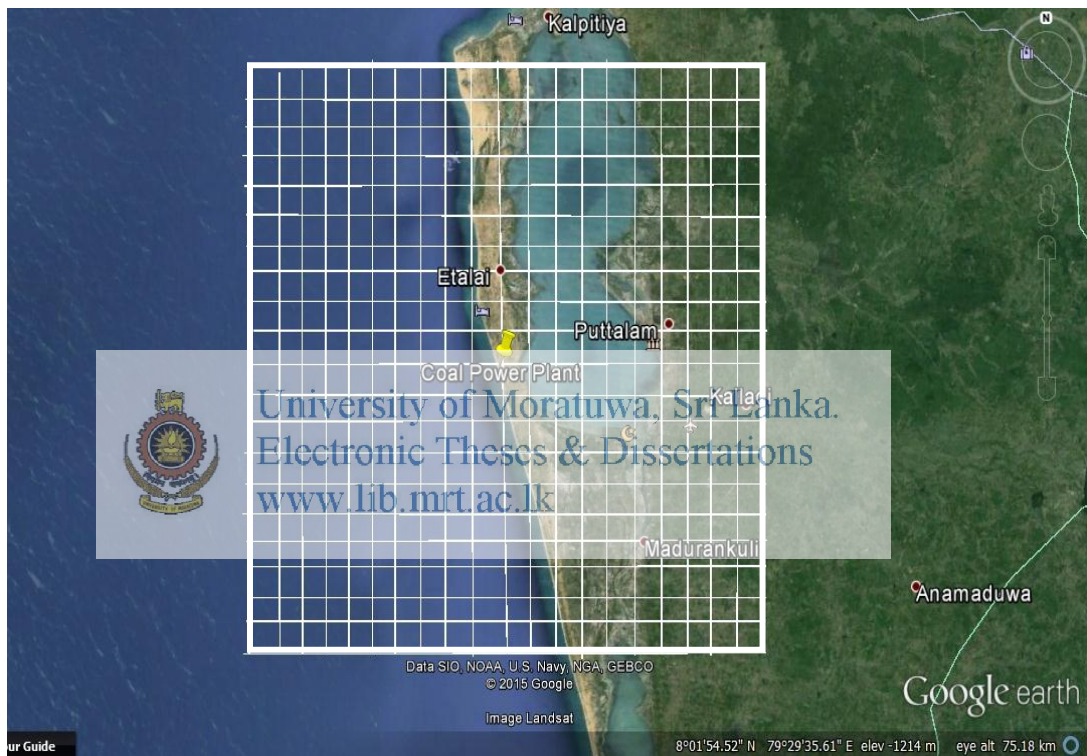 Kalpitiya
N
Etalai
Puttalam
Coal Power Plant
University of Moratuwa, Sri Lanka.
Electronic Theses & Dissertations
www.lib.mrt.ac.lk
Madurankuli
Anamaduwa
Data SIO, NOAA, U.S. Navy, NGA, GEBCO
© 2015 Google
Image Landsat
Google earth
ur Guide
8°01'54.52" N 79°29'35.61" E elev -1214 m eye alt 75.18 km